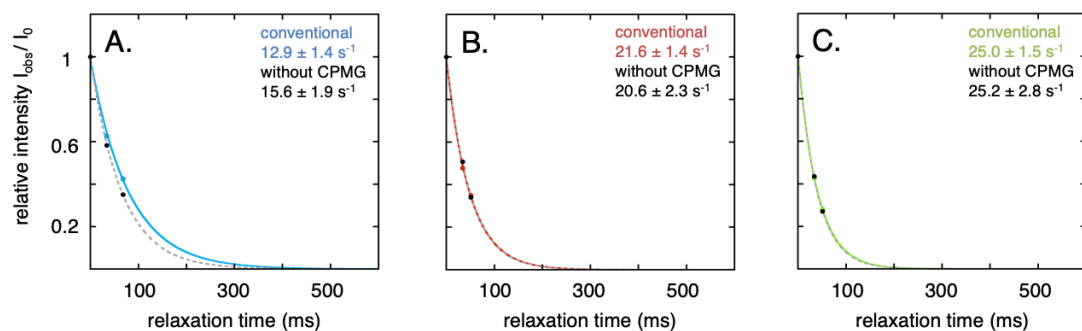 A.
conventional
12.9 ± 1.4 s⁻¹
without CPMG
15.6 ± 1.9 s⁻¹
relative intensity Iobs/ I0
1
0.6
0.2
100
300
500
relaxation time (ms)
B.
conventional
21.6 ± 1.4 s⁻¹
without CPMG
20.6 ± 2.3 s⁻¹
100
300
500
relaxation time (ms)
C.
conventional
25.0 ± 1.5 s⁻¹
without CPMG
25.2 ± 2.8 s⁻¹
100
300
500
relaxation time (ms)